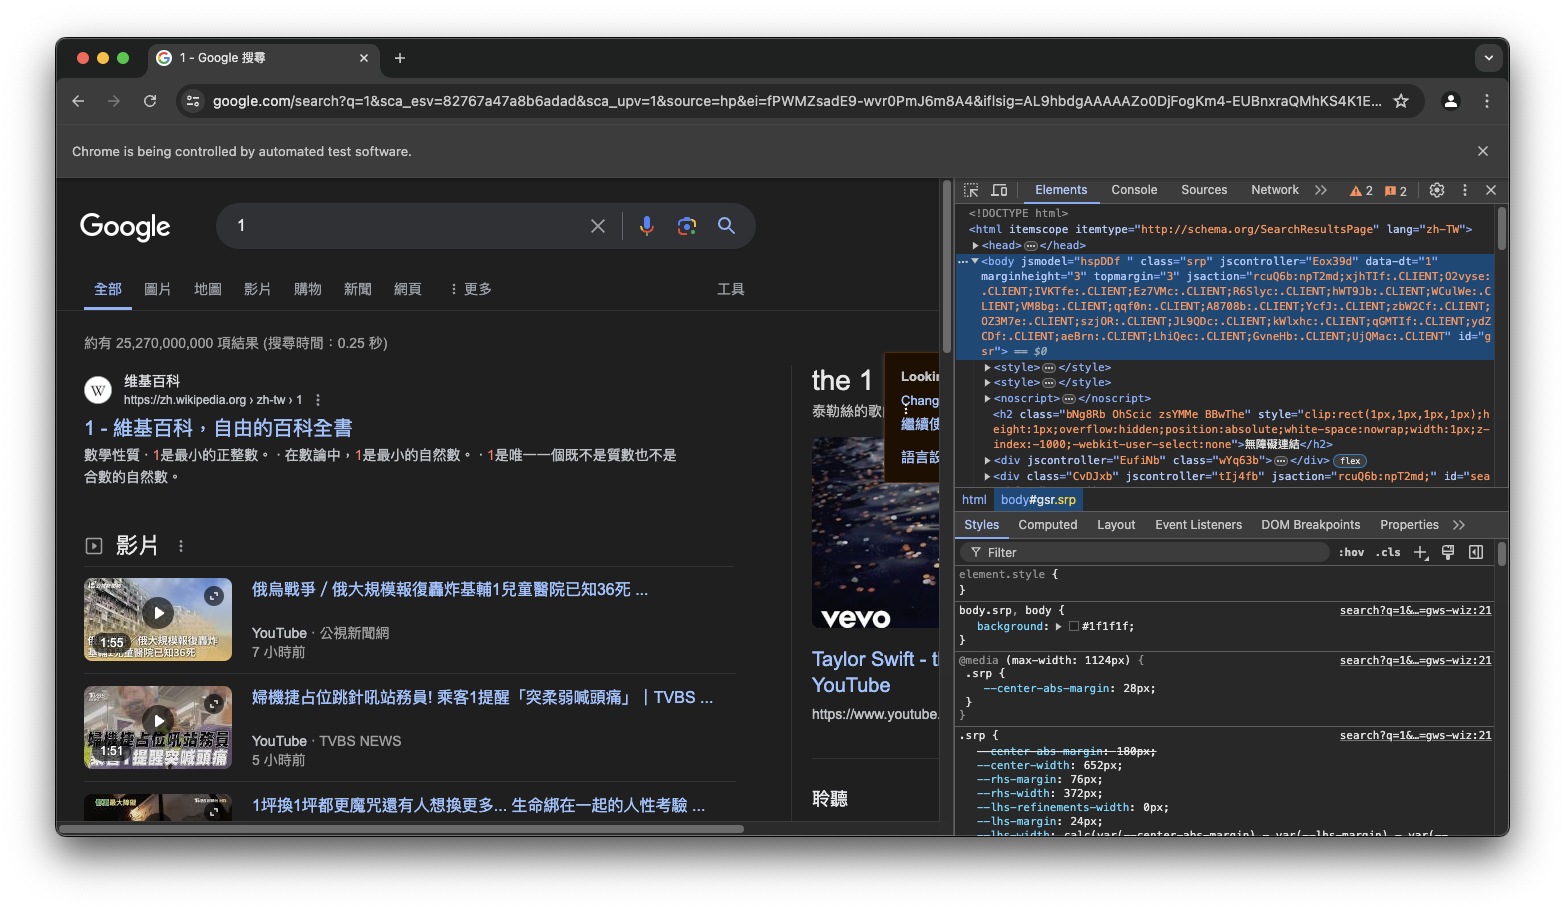 1 - Google 搜尋
google.com/search?q=1&sca_esv=82767a47a8b6adad&sca_upv=1&source=hp&ei=fPWMZsadE9-wvr0PmJ6m8A4&iflsig=AL9hbdgAAAAAZo0DjFogKm4-EUBnxraQMhKS4K1E...
Chrome is being controlled by automated test software.
Google
1
全部 圖片 地圖 影片 購物 新聞 網頁 更多 工具
約有 25,270,000,000 項結果 (搜尋時間：0.25 秒)
W
維基百科
https://zh.wikipedia.org › zh-tw › 1
1 - 維基百科，自由的百科全書
數學性質 · 1是最小的正整數。 · 在數論中，1是最小的自然數。 · 1是唯一一個既不是質數也不是
合數的自然數。
影片
1:55
俄烏戰爭 / 俄大規模報復轟炸基輔1兒童醫院已知36死 ...
YouTube · 公視新聞網
7 小時前
1:51
婦機捷占位跳針吼站務員! 乘客1提醒「突柔弱喊頭痛」｜TVBS ...
YouTube · TVBS NEWS
5 小時前
1坪換1坪都更魔咒還有人想換更多... 生命綁在一起的人性考驗 ...
the 1
泰勒絲的歌
Lookin
Chang
繼續使
語言設
vevo
Taylor Swift - t
YouTube
https://www.youtube.
聆聽
Elements Console Sources Network 2 2
<!DOCTYPE html>
<html itemscope itemtype="http://schema.org/SearchResultsPage" lang="zh-TW">
<head> ... </head>
... <body jsmodel="hspDDf " class="srp" jscontroller="Eox39d" data-dt="1"
marginheight="3" topmargin="3" jsaction="rcuQ6b:npT2md;xjhTIf:.CLIENT;O2vyse:
.CLIENT;IVKTfe:.CLIENT;Ez7VMc:.CLIENT;R6Slyc:.CLIENT;hWT9Jb:.CLIENT;WCulWe:.C
LIENT;VM8bg:.CLIENT;qqf0n:.CLIENT;A8708b:.CLIENT;YcfJ:.CLIENT;zbW2Cf:.CLIENT;
OZ3M7e:.CLIENT;szjOR:.CLIENT;JL9QDc:.CLIENT;kWlxhc:.CLIENT;qGMTIf:.CLIENT;ydZ
CDf:.CLIENT;aeBrn:.CLIENT;LhiQec:.CLIENT;GvneHb:.CLIENT;UjQMac:.CLIENT" id="g
sr"> == $0
<style> ... </style>
<style> ... </style>
<noscript> ... </noscript>
<h2 class="bNg8Rb OhScic zsYMMe BBwThe" style="clip:rect(1px,1px,1px,1px);h
eight:1px;overflow:hidden;position:absolute;white-space:nowrap;width:1px;z-
index:-1000;-webkit-user-select:none">無障礙連結</h2>
<div jscontroller="EufiNb" class="wYq63b"> ... </div> flex
<div class="CvDJxb" jscontroller="tIj4fb" jsaction="rcuQ6b:npT2md;" id="sea
html body#gsr.srp
Styles Computed Layout Event Listeners DOM Breakpoints Properties
Filter :hov .cls
element.style {
}
body.srp, body { search?q=1&…=gws-wiz:21
background: #1f1f1f;
}
@media (max-width: 1124px) { search?q=1&…=gws-wiz:21
.srp {
--center-abs-margin: 28px;
}
}
.srp { search?q=1&…=gws-wiz:21
--center-abs-margin: 180px;
--center-width: 652px;
--rhs-margin: 76px;
--rhs-width: 372px;
--lhs-refinements-width: 0px;
--lhs-margin: 24px;
--lhs-width: calc(var(--center-abs-margin) - var(--lhs-margin) - var(--